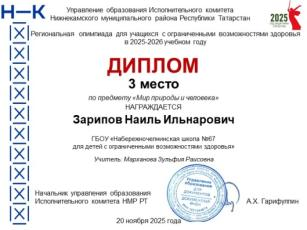 Н–К
Управление образования Исполнительного комитета
Нижнекамского муниципального района Республики Татарстан
2025
Региональная олимпиада для учащихся с ограниченными возможностями здоровья
в 2025-2026 учебном году
ДИПЛОМ
3 место
по предмету «Мир природы и человека»
НАГРАЖДАЕТСЯ
Зарипов Наиль Ильнарович
ГБОУ «Набережночелнинская школа №67
для детей с ограниченными возможностями здоровья»
Учитель: Марханова Зульфия Раисовна
Начальник управления образования
Исполнительного комитета НМР РТ
Управление образования
А.Х. Гарифуллин
20 ноября 2025 года